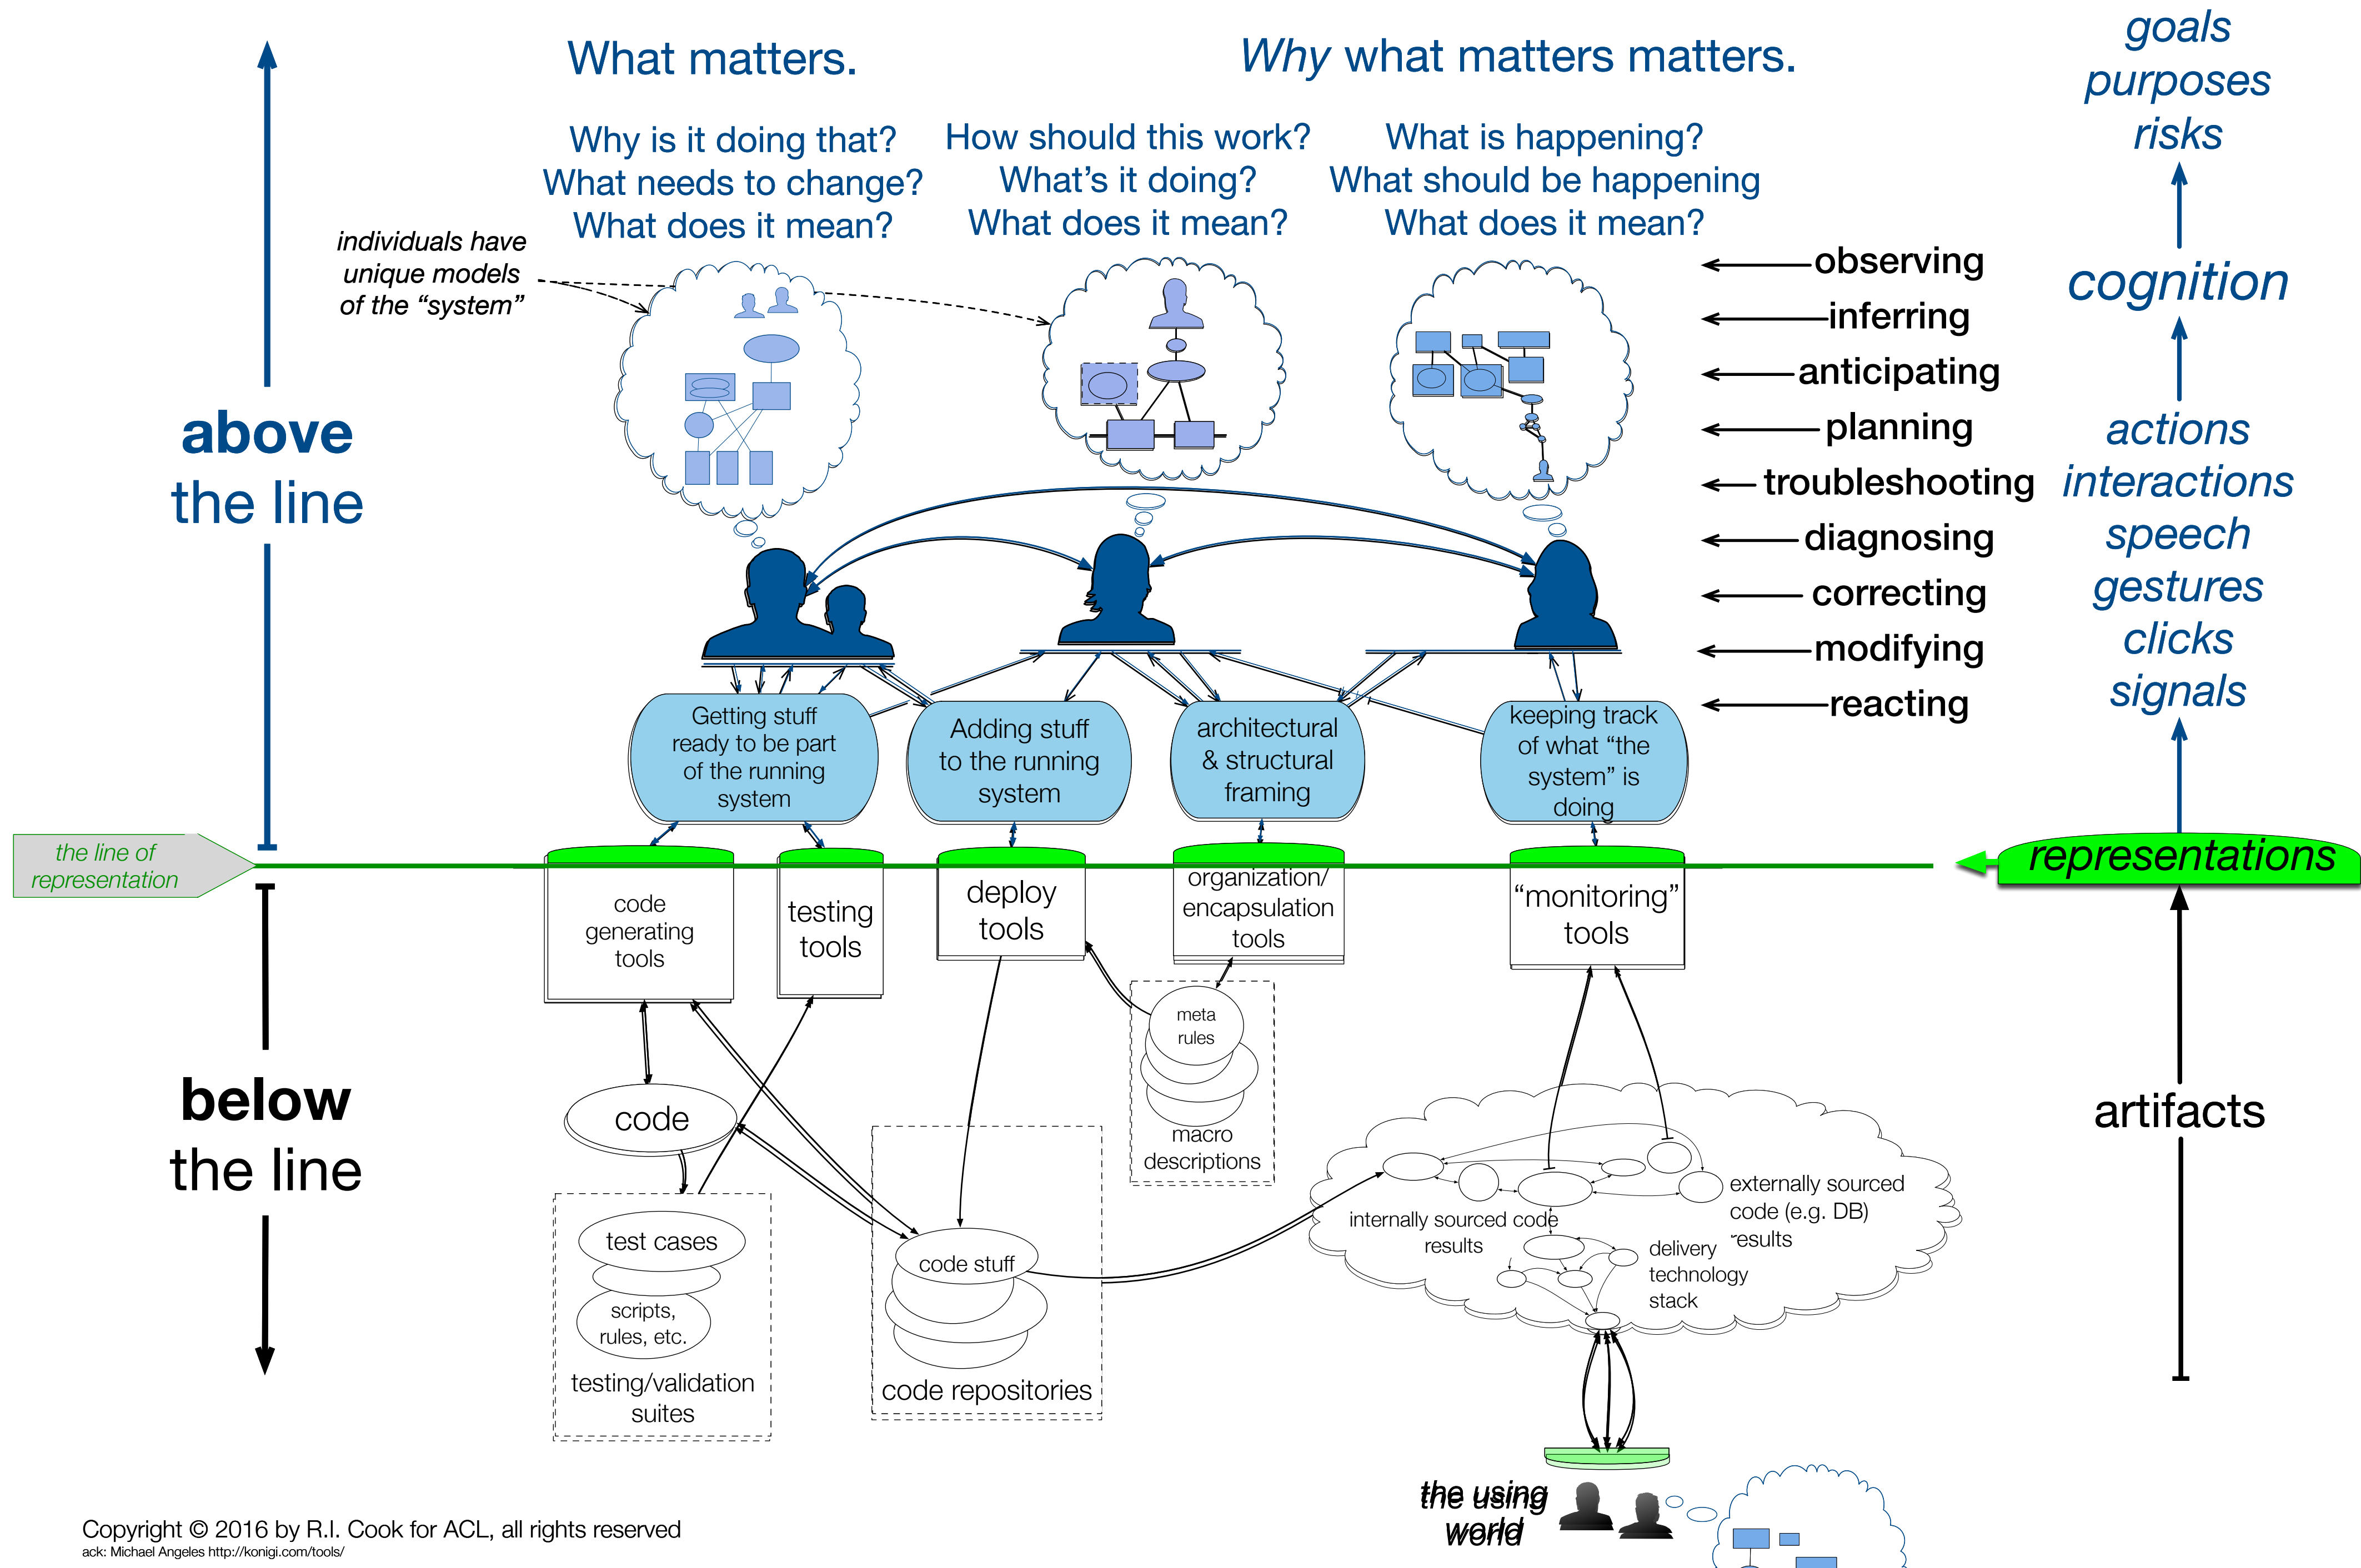 What matters.
Why what matters matters.
goals
purposes
risks
Why is it doing that?
What needs to change?
What does it mean?
How should this work?
What's it doing?
What does it mean?
What is happening?
What should be happening
What does it mean?
individuals have
unique models
of the “system”
observing
inferring
anticipating
planning
troubleshooting
diagnosing
correcting
modifying
reacting
cognition
actions
interactions
speech
gestures
clicks
signals
above
the line
Getting stuff
ready to be part
of the running
system
Adding stuff
to the running
system
architectural
& structural
framing
keeping track
of what “the
system” is
doing
the line of
representation
representations
code
generating
tools
testing
tools
deploy
tools
organization/
encapsulation
tools
“monitoring”
tools
below
the line
artifacts
meta
rules
macro
descriptions
code
test cases
scripts,
rules, etc.
testing/validation
suites
code stuff
code repositories
internally sourced code
results
externally sourced
code (e.g. DB)
results
delivery
technology
stack
the using
world
Copyright © 2016 by R.I. Cook for ACL, all rights reserved
ack: Michael Angeles http://konigi.com/tools/